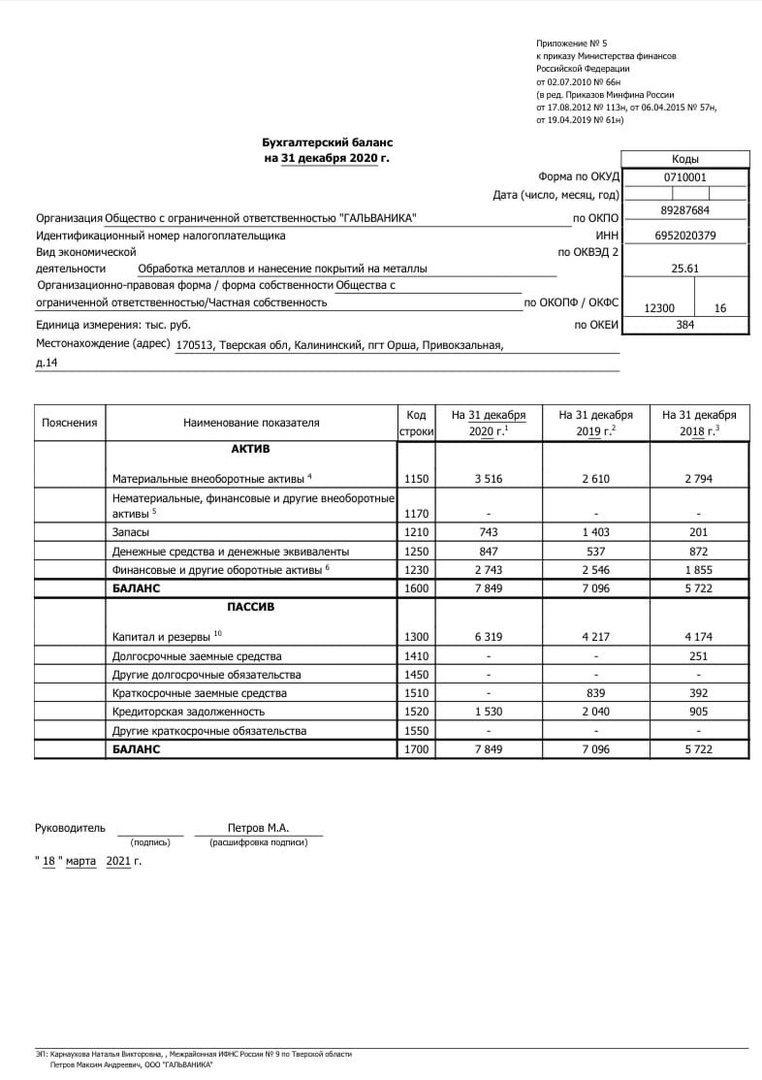 Приложение № 5
к приказу Министерства финансов
Российской Федерации
от 02.07.2010 № 66н
(в ред. Приказов Минфина России
от 17.08.2012 № 113н, от 06.04.2015 № 57н,
от 19.04.2019 № 61н)
Бухгалтерский баланс
на 31 декабря 2020 г.
Коды
Форма по ОКУД 0710001
Дата (число, месяц, год)
Организация Общество с ограниченной ответственностью "ГАЛЬВАНИКА" по ОКПО 89287684
Идентификационный номер налогоплательщика ИНН 6952020379
Вид экономической по ОКВЭД 2
деятельности Обработка металлов и нанесение покрытий на металлы 25.61
Организационно-правовая форма / форма собственности Общества с
ограниченной ответственностью/Частная собственность по ОКОПФ / ОКФС 12300 16
Единица измерения: тыс. руб. по ОКЕИ 384
Местонахождение (адрес) 170513, Тверская обл, Калининский, пгт Орша, Привокзальная,
д.14
Пояснения Наименование показателя Код строки На 31 декабря 2020 г.1 На 31 декабря 2019 г.2 На 31 декабря 2018 г.3
АКТИВ
Материальные внеоборотные активы 4 1150 3 516 2 610 2 794
Нематериальные, финансовые и другие внеоборотные
активы 5 1170 - - -
Запасы 1210 743 1 403 201
Денежные средства и денежные эквиваленты 1250 847 537 872
Финансовые и другие оборотные активы 6 1230 2 743 2 546 1 855
БАЛАНС 1600 7 849 7 096 5 722
ПАССИВ
Капитал и резервы 10 1300 6 319 4 217 4 174
Долгосрочные заемные средства 1410 - - 251
Другие долгосрочные обязательства 1450 - - -
Краткосрочные заемные средства 1510 - 839 392
Кредиторская задолженность 1520 1 530 2 040 905
Другие краткосрочные обязательства 1550 - - -
БАЛАНС 1700 7 849 7 096 5 722
Руководитель Петров М.А.
(подпись) (расшифровка подписи)
" 18 " марта 2021 г.
ЭП: Карнаухова Наталья Викторовна, , Межрайонная ИФНС России № 9 по Тверской области
Петров Максим Андреевич, ООО "ГАЛЬВАНИКА"